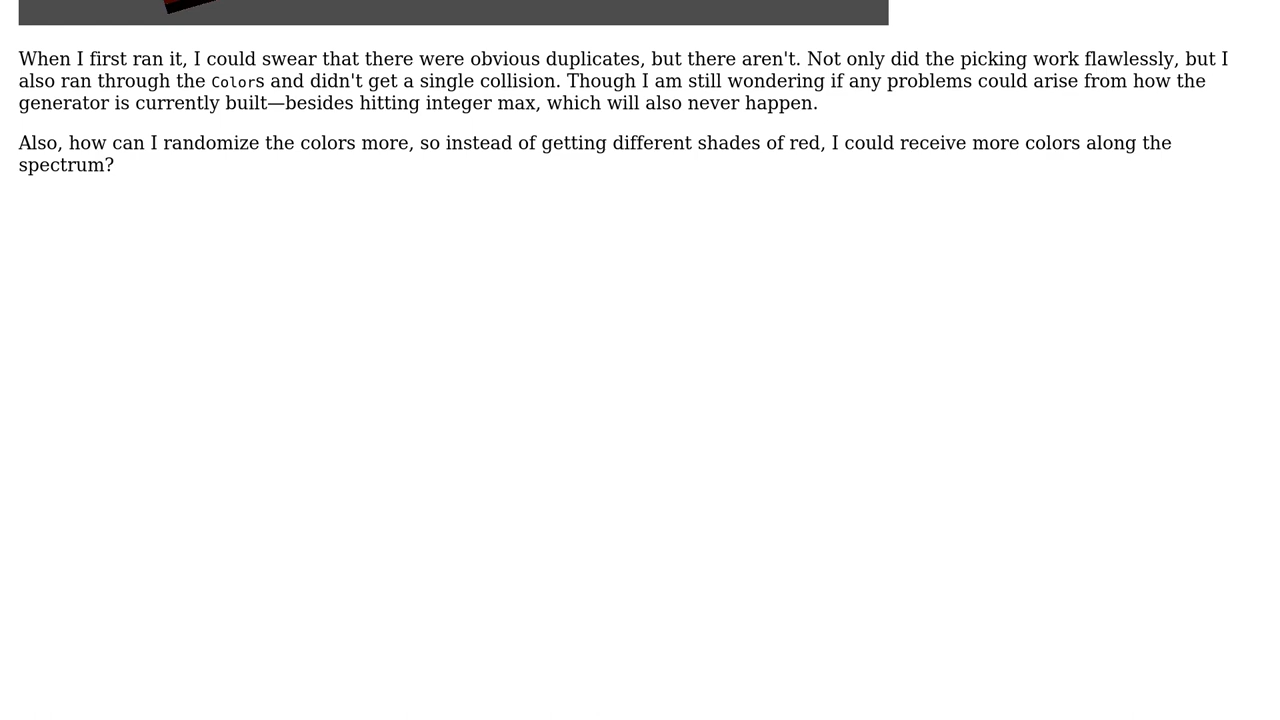 When I first ran it, I could swear that there were obvious duplicates, but there aren't. Not only did the picking work flawlessly, but I
also ran through the Colors and didn't get a single collision. Though I am still wondering if any problems could arise from how the
generator is currently built—besides hitting integer max, which will also never happen.
Also, how can I randomize the colors more, so instead of getting different shades of red, I could receive more colors along the
spectrum?